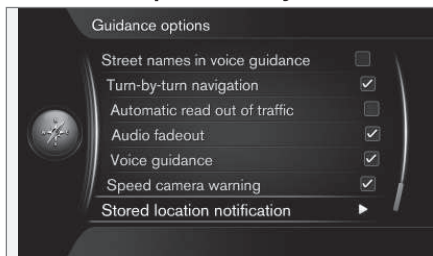 Guidance options
Street names in voice guidance
Turn-by-turn navigation
Automatic read out of traffic
Audio fadeout
Voice guidance
Speed camera warning
Stored location notification